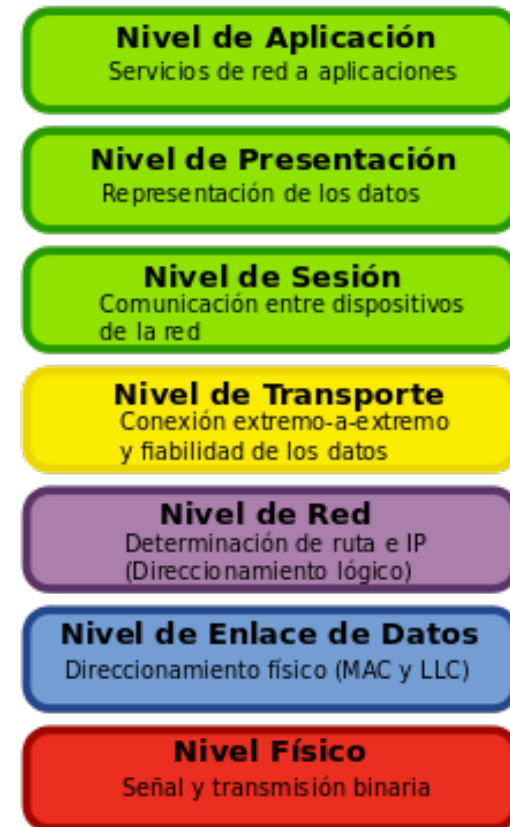 Nivel de Aplicación
Servicios de red a aplicaciones
Nivel de Presentación
Representación de los datos
Nivel de Sesión
Comunicación entre dispositivos
de la red
Nivel de Transporte
Conexión extremo-a-extremo
y fiabilidad de los datos
Nivel de Red
Determinación de ruta e IP
(Direccionamiento lógico)
Nivel de Enlace de Datos
Direccionamiento físico (MAC y LLC)
Nivel Físico
Señal y transmisión binaria